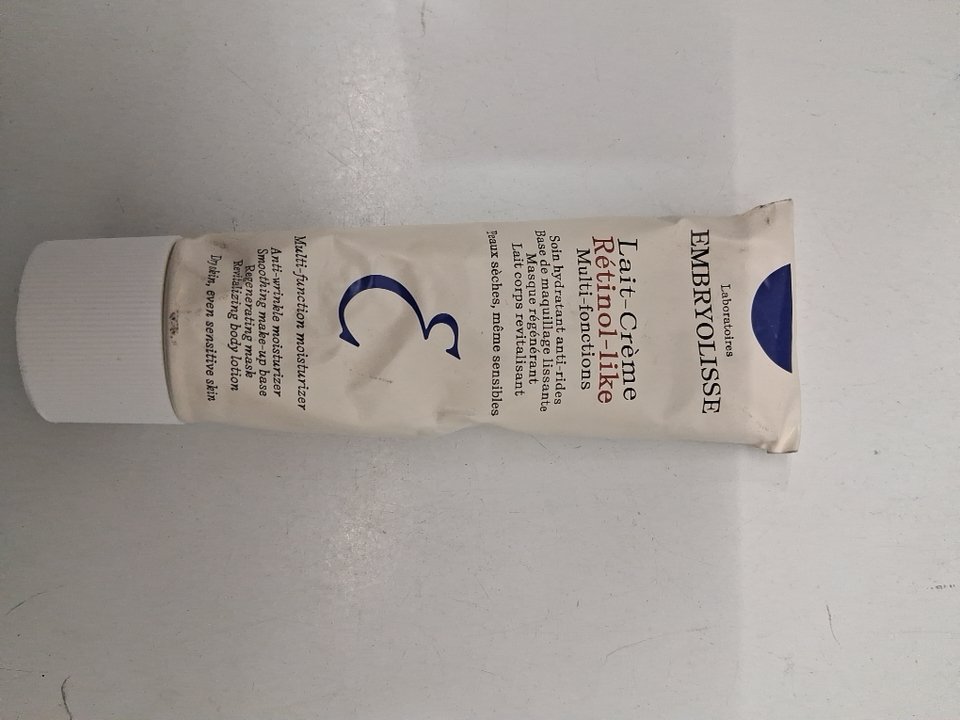 Laboratoires
EMBRYOLISSE
Lait-Crème
Rétinol-like
Multi-fonctions
Soin hydratant anti-rides
Base de maquillage lissante
Masque régénérant
Lait corps revitalisant
Peaux sèches, même sensibles
ε
Multi-function moisturizer
Anti-wrinkle moisturizer
Smoothing make-up base
Regenerating mask
Revitalizing body lotion
Dry skin, even sensitive skin